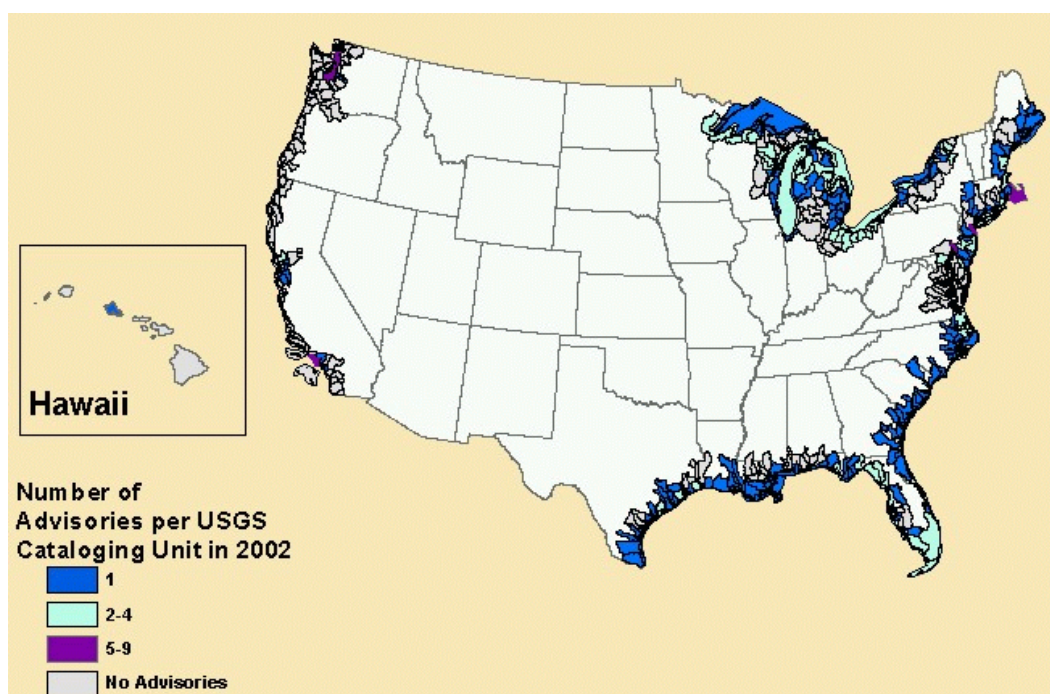 Hawaii
Number of
Advisories per USGS
Cataloging Unit in 2002
1
2-4
5-9
No Advisories